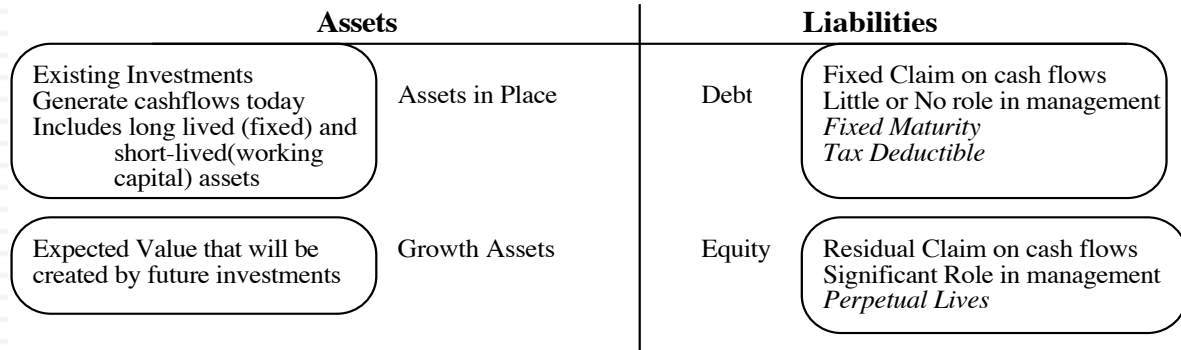 Assets
Liabilities
Existing Investments
Generate cashflows today
Includes long lived (fixed) and
short-lived(working
capital) assets
Assets in Place
Debt
Fixed Claim on cash flows
Little or No role in management
Fixed Maturity
Tax Deductible
Expected Value that will be
created by future investments
Growth Assets
Equity
Residual Claim on cash flows
Significant Role in management
Perpetual Lives